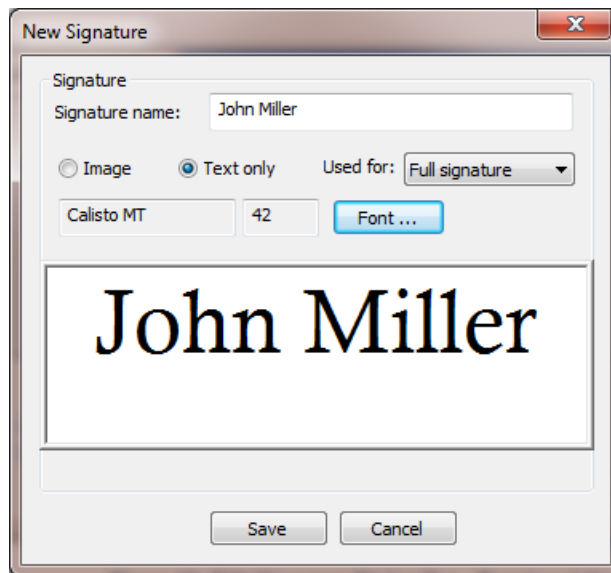 New Signature
Signature
Signature name: John Miller
Image Text only Used for: Full signature
Calisto MT 42 Font ...
John Miller
Save Cancel